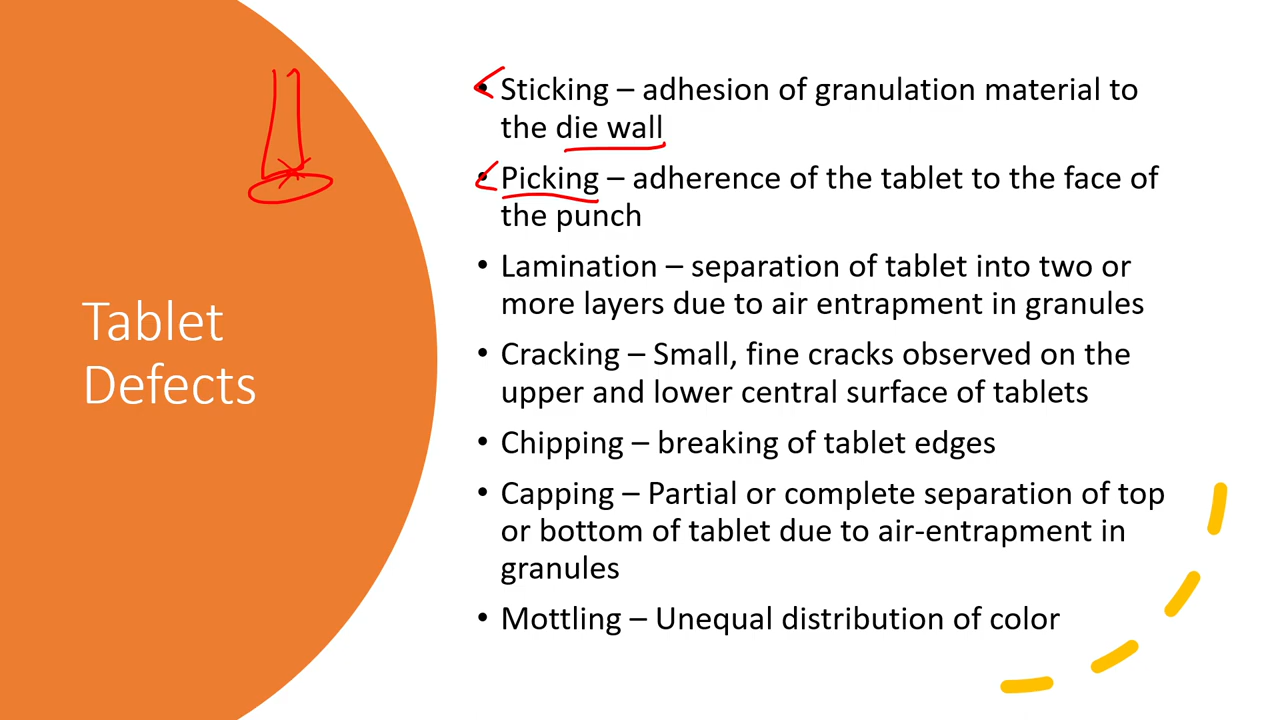 Tablet
Defects
• Sticking – adhesion of granulation material to
the die wall
• Picking – adherence of the tablet to the face of
the punch
• Lamination – separation of tablet into two or
more layers due to air entrapment in granules
• Cracking – Small, fine cracks observed on the
upper and lower central surface of tablets
• Chipping – breaking of tablet edges
• Capping – Partial or complete separation of top
or bottom of tablet due to air-entrapment in
granules
• Mottling – Unequal distribution of color